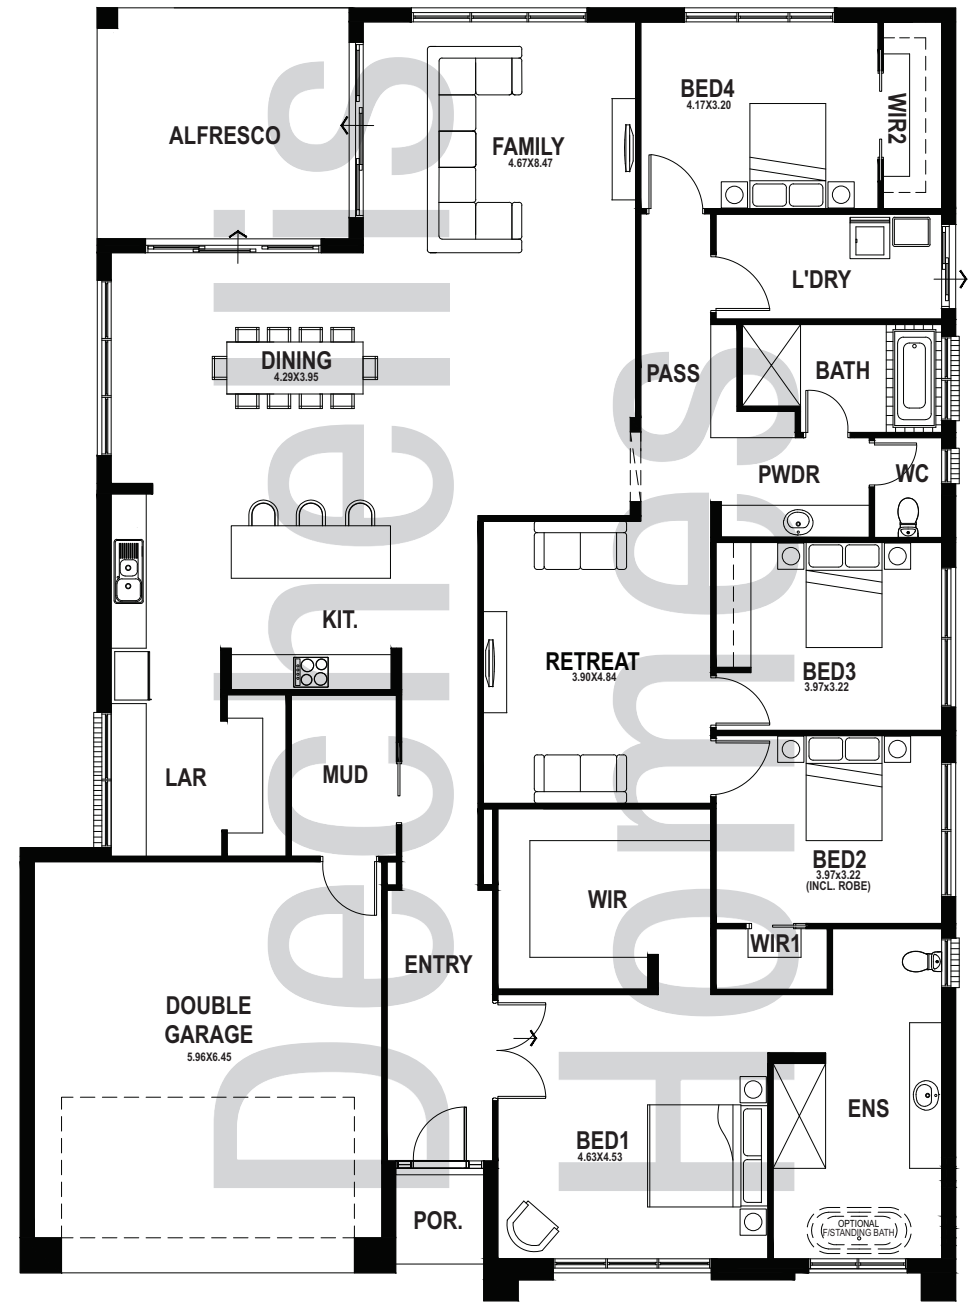 BED4
4.17X3.20
WIR2
ALFRESCO
FAMILY
4.67X8.47
L'DRY
DINING
4.29X3.95
PASS
BATH
PWDR
WC
KIT.
RETREAT
3.90X4.84
BED3
3.97x3.22
LAR
MUD
BED2
3.97x3.22
(INCL. ROBE)
WIR
WIR1
ENTRY
DOUBLE
GARAGE
5.96X6.45
ENS
BED1
4.63X4.53
POR.
OPTIONAL
F/STANDING BATH
Dechellis
Homes